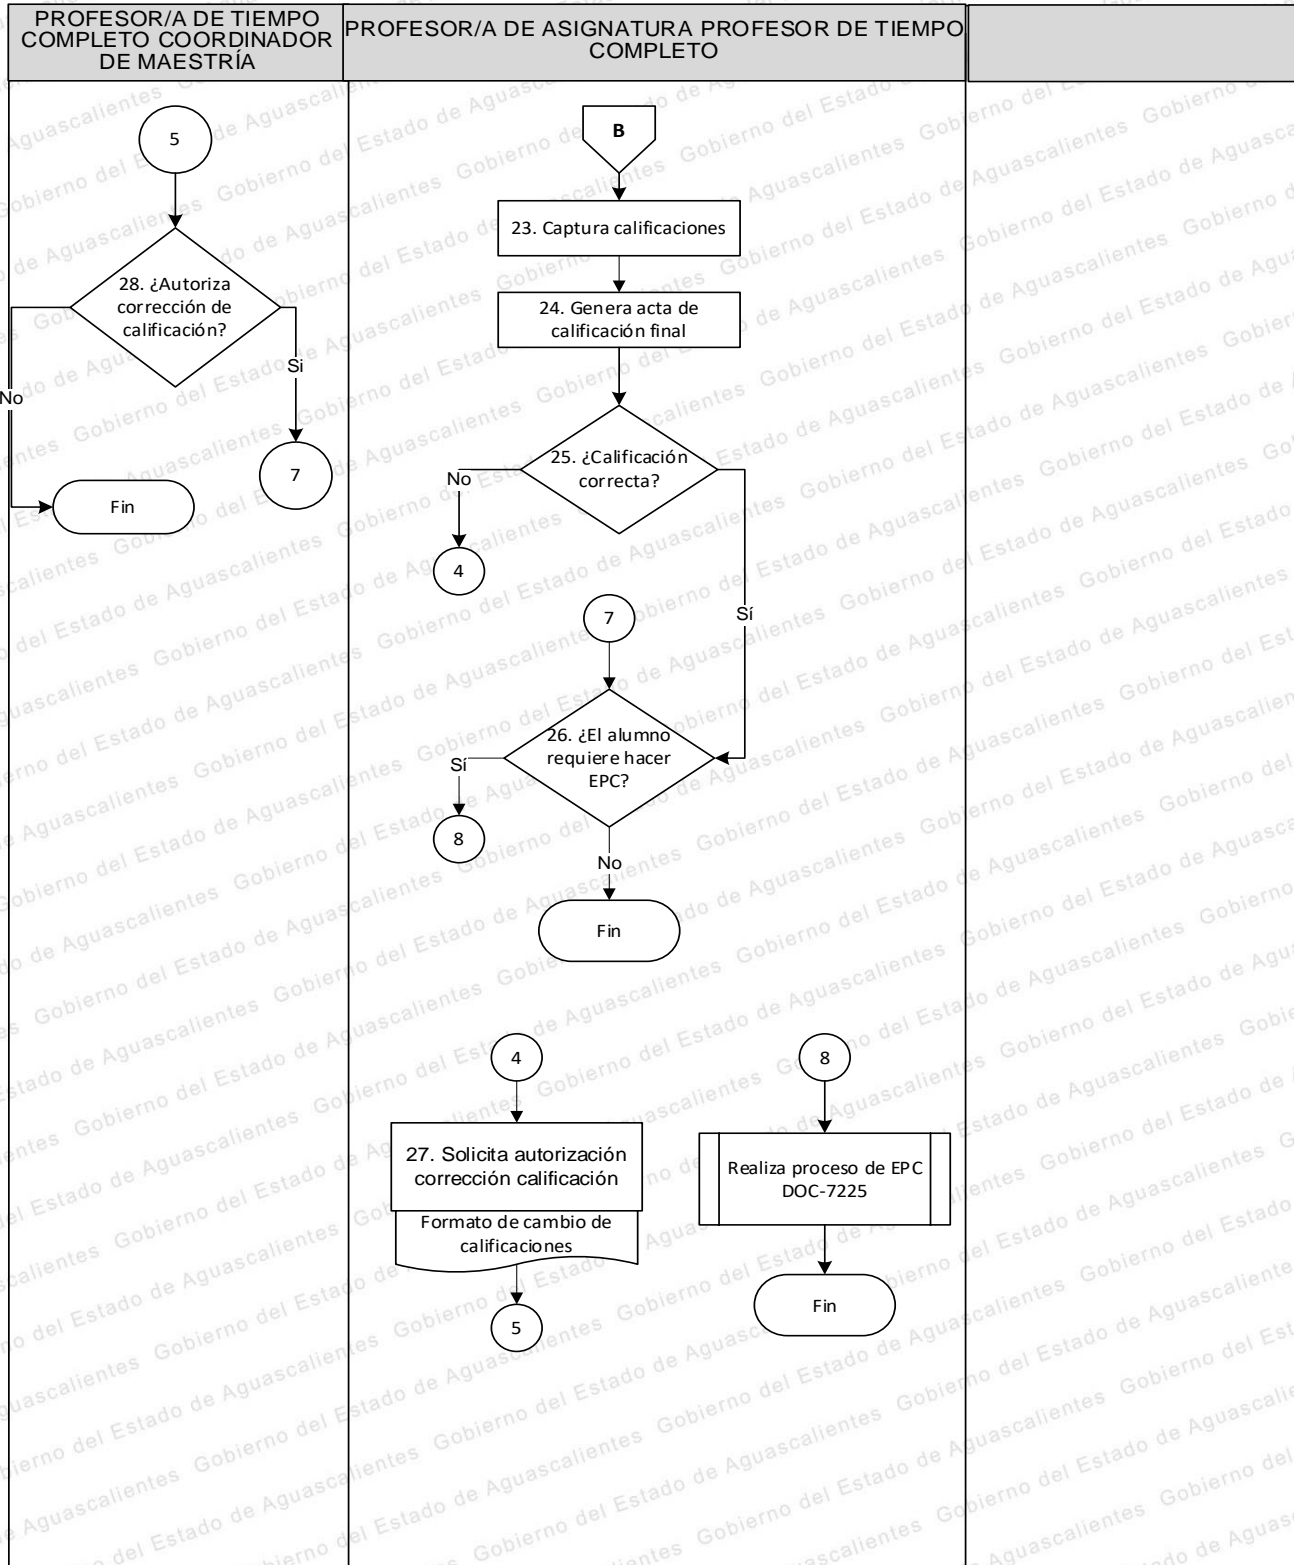 PROFESOR/A DE TIEMPO
COMPLETO COORDINADOR
DE MAESTRÍA
PROFESOR/A DE ASIGNATURA PROFESOR DE TIEMPO
COMPLETO
5
28. ¿Autoriza
corrección de
calificación?
No
Si
7
Fin
B
23. Captura calificaciones
24. Genera acta de
calificación final
25. ¿Calificación
correcta?
No
Sí
4
7
26. ¿El alumno
requiere hacer
EPC?
Sí
8
No
Fin
4
27. Solicita autorización
corrección calificación
Formato de cambio de
calificaciones
5
8
Realiza proceso de EPC
DOC-7225
Fin